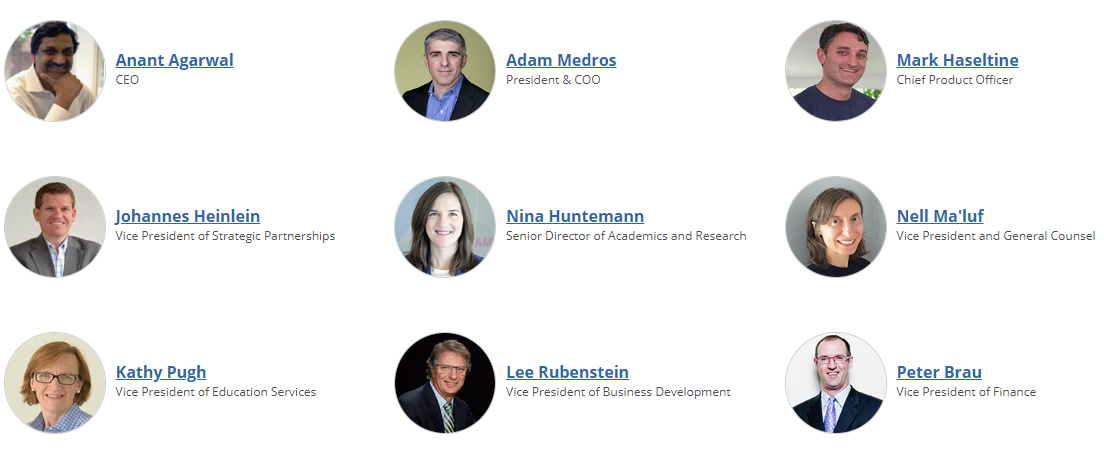 Anant Agarwal
CEO
Adam Medros
President & COO
Mark Haseltine
Chief Product Officer
Johannes Heinlein
Vice President of Strategic Partnerships
Nina Huntemann
Senior Director of Academics and Research
Nell Ma'luf
Vice President and General Counsel
Kathy Pugh
Vice President of Education Services
Lee Rubenstein
Vice President of Business Development
Peter Brau
Vice President of Finance